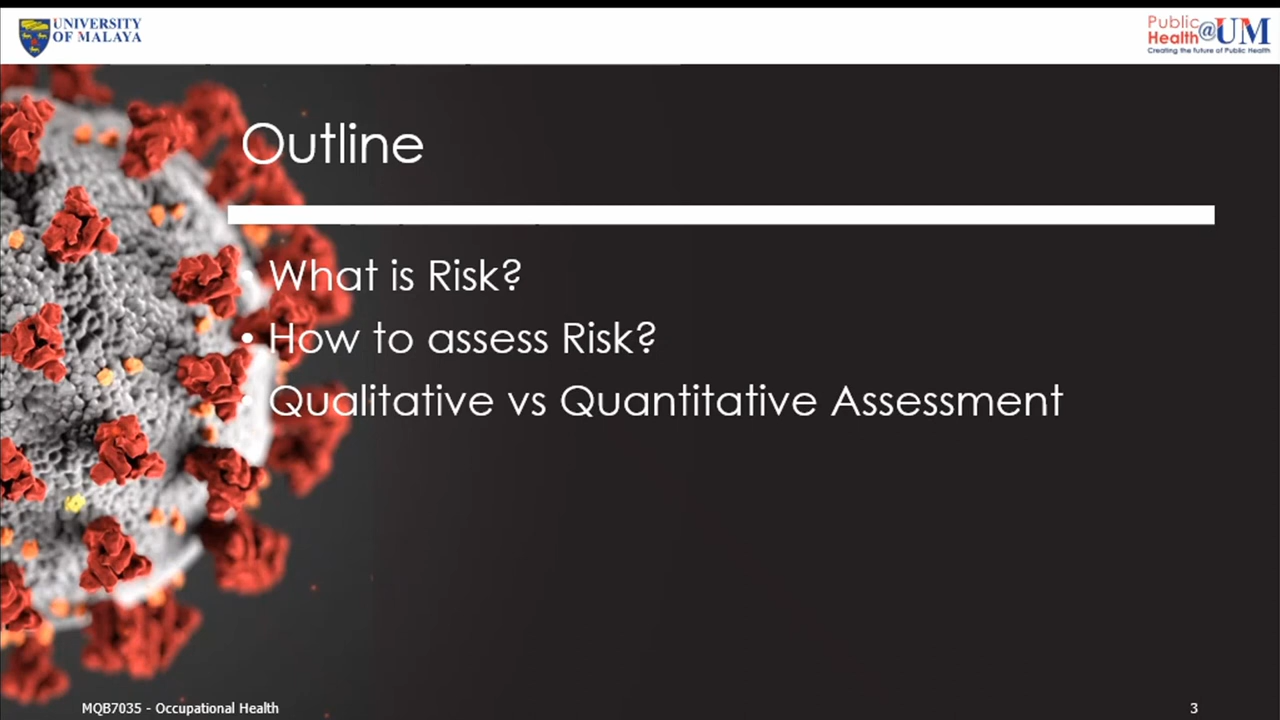 UNIVERSITY
OF MALAYA
Public
Health@UM
Creating the future of Public Health
Outline
• What is Risk?
• How to assess Risk?
• Qualitative vs Quantitative Assessment
MQB7035 - Occupational Health
3